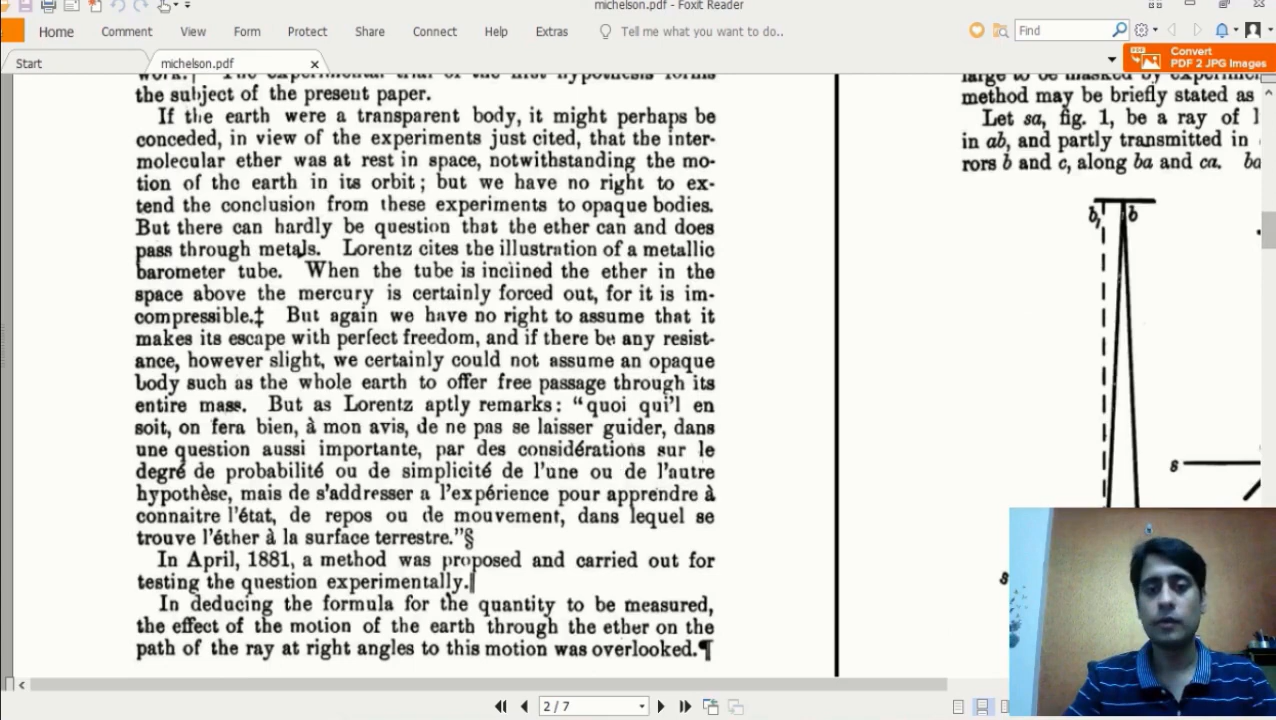 michelson.pdf - Foxit Reader
Home Comment View Form Protect Share Connect Help Extras Tell me what you want to do.. Find
Start michelson.pdf x
Convert
PDF 2 JPG Images
work.| The experimental trial of the first hypothesis forms
the subject of the present paper.
If the earth were a transparent body, it might perhaps be
conceded, in view of the experiments just cited, that the inter-
molecular ether was at rest in space, notwithstanding the mo-
tion of the earth in its orbit; but we have no right to ex-
tend the conclusion from these experiments to opaque bodies.
But there can hardly be question that the ether can and does
pass through metals. Lorentz cites the illustration of a metallic
barometer tube. When the tube is inclined the ether in the
space above the mercury is certainly forced out, for it is im-
compressible.‡ But again we have no right to assume that it
makes its escape with perfect freedom, and if there be any resist-
ance, however slight, we certainly could not assume an opaque
body such as the whole earth to offer free passage through its
entire mass. But as Lorentz aptly remarks: "quoi qui'l en
soit, on fera bien, à mon avis, de ne pas se laisser guider, dans
une question aussi importante, par des considérations sur le
degré de probabilité ou de simplicité de l'une ou de l'autre
hypothèse, mais de s'addresser a l'expérience pour apprendre à
connaitre l'état, de repos ou de mouvement, dans lequel se
trouve l'éther à la surface terrestre."§
In April, 1881, a method was proposed and carried out for
testing the question experimentally.||
In deducing the formula for the quantity to be measured,
the effect of the motion of the earth through the ether on the
path of the ray at right angles to this motion was overlooked.¶
large to be masked by experim
method may be briefly stated as
Let sa, fig. 1, be a ray of l
in ab, and partly transmitted in
rors b and c, along ba and ca. ba
b, b
s
s
2 / 7